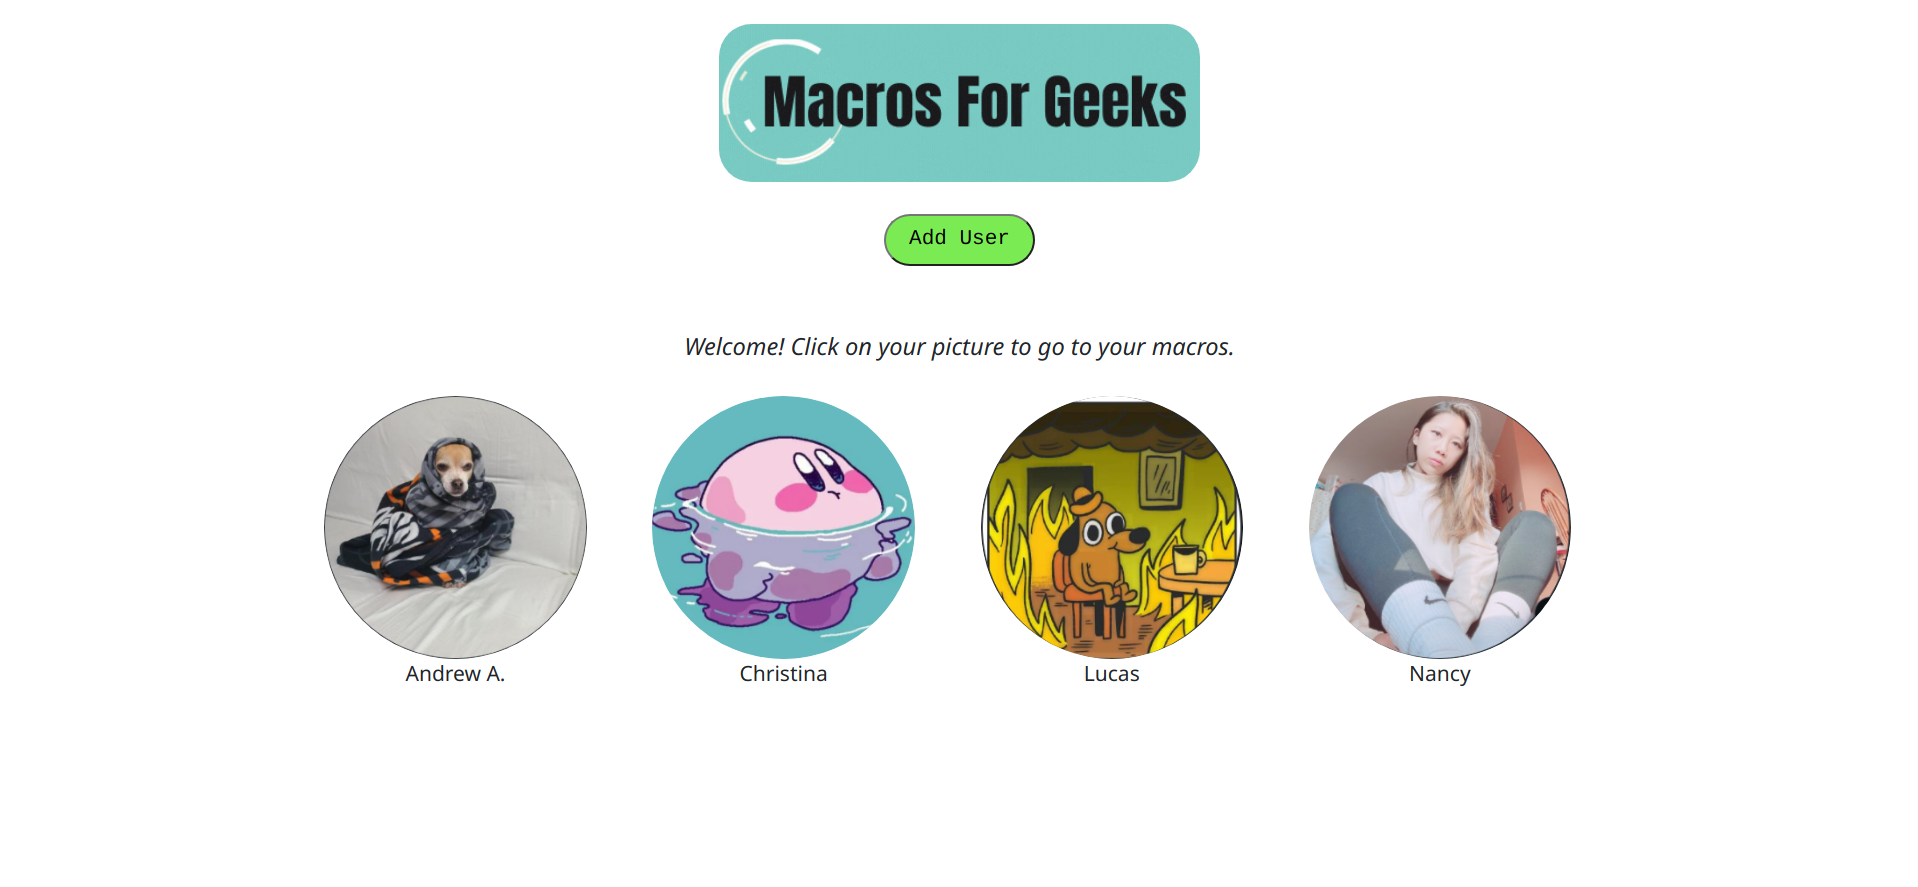 Macros For Geeks
Add User
Welcome! Click on your picture to go to your macros.
Andrew A.
Christina
Lucas
Nancy